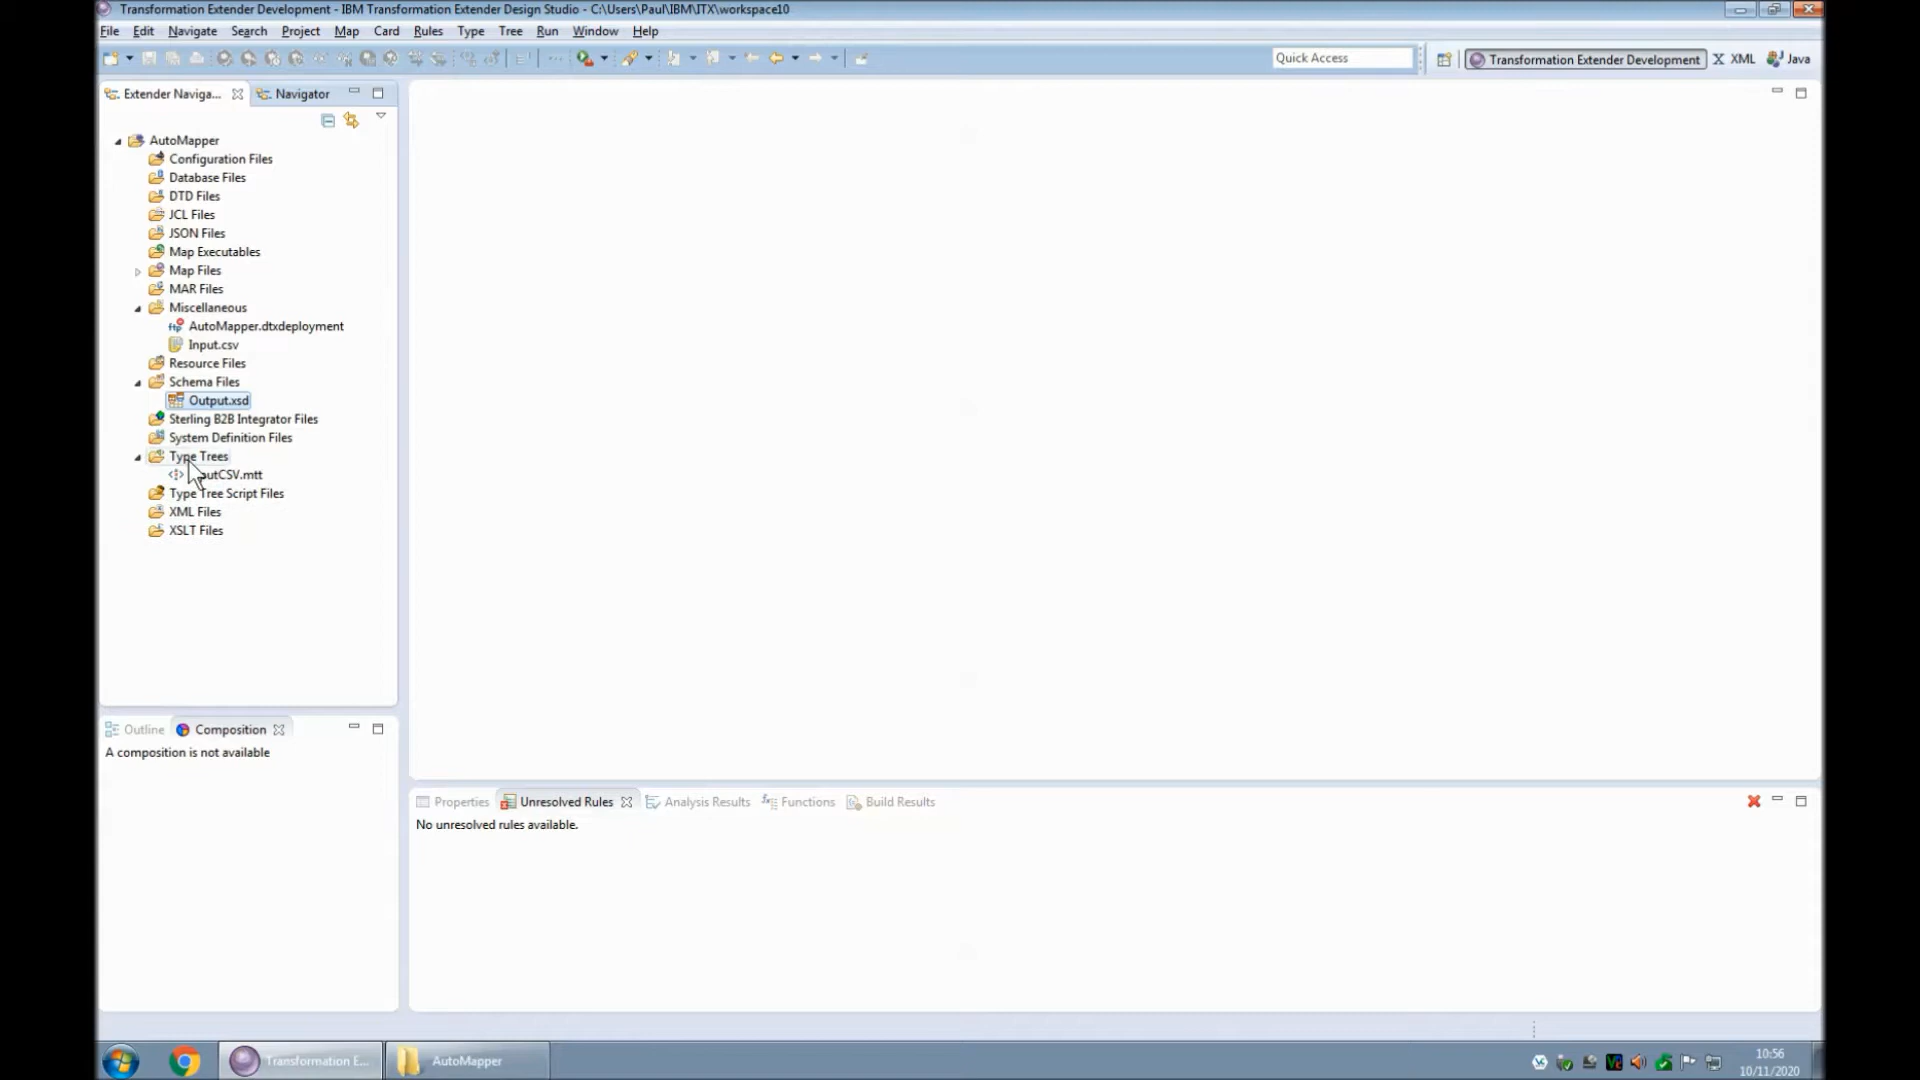 Transformation Extender Development - IBM Transformation Extender Design Studio - C:\Users\Paul\IBM\ITX\workspace10
File Edit Navigate Search Project Map Card Rules Type Tree Run Window Help
Quick Access
Transformation Extender Development
XML
Java
Extender Naviga...
Navigator
AutoMapper
Configuration Files
Database Files
DTD Files
JCL Files
JSON Files
Map Executables
Map Files
MAR Files
Miscellaneous
AutoMapper.dtxdeployment
Input.csv
Resource Files
Schema Files
Output.xsd
Sterling B2B Integrator Files
System Definition Files
Type Trees
utCSV.mtt
Type Tree Script Files
XML Files
XSLT Files
Outline
Composition
A composition is not available
Properties
Unresolved Rules
Analysis Results
Functions
Build Results
No unresolved rules available.
Transformation E...
AutoMapper
10:56
10/11/2020